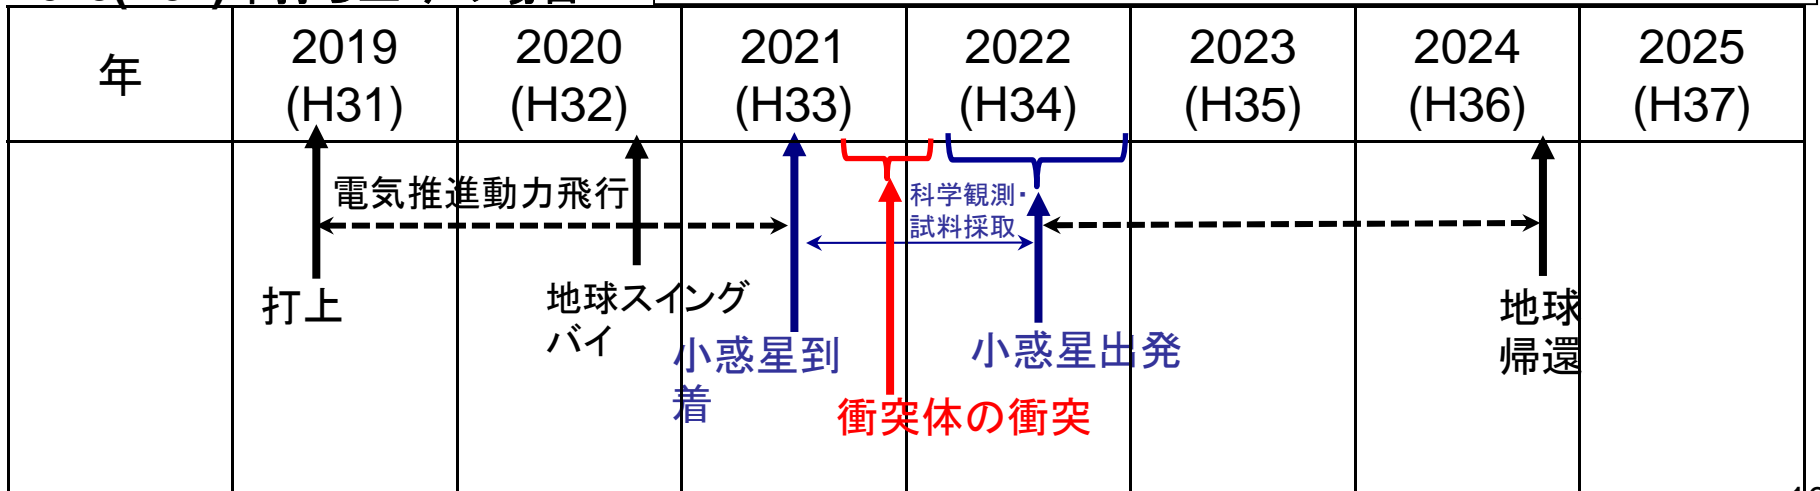 年
2019
(H31)
2020
(H32)
2021
(H33)
2022
(H34)
2023
(H35)
2024
(H36)
2025
(H37)
電気推進動力飛行
科学観測・
試料採取
打上
地球スイング
バイ
小惑星到
着
衝突体の衝突
小惑星出発
地球
帰還